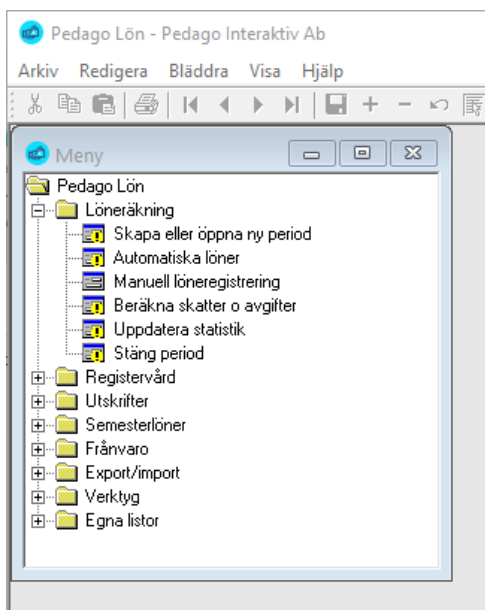 Pedago Lön - Pedago Interaktiv Ab
Arkiv Redigera Bläddra Visa Hjälp
Meny
Pedago Lön
Löneräkning
Skapa eller öppna ny period
Automatiska löner
Manuell löneregistrering
Beräkna skatter o avgifter
Uppdatera statistik
Stäng period
Registervård
Utskrifter
Semesterlöner
Frånvaro
Export/import
Verktyg
Egna listor